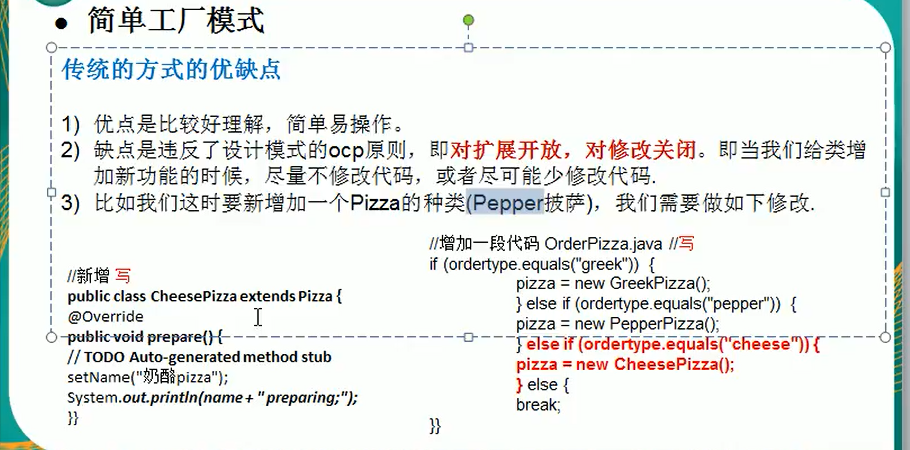 ● 简单工厂模式
传统的方式的优缺点
1) 优点是比较好理解，简单易操作。
2) 缺点是违反了设计模式的ocp原则，即对扩展开放，对修改关闭。即当我们给类增
加新功能的时候，尽量不修改代码，或者尽可能少修改代码.
3) 比如我们这时要新增加一个Pizza的种类(Pepper披萨)，我们需要做如下修改.
//新增 写
public class CheesePizza extends Pizza {
@Override
public void prepare() {
// TODO Auto-generated method stub
setName("奶酪pizza");
System.out.println(name + " preparing;");
}}
//增加一段代码 OrderPizza.java //写
if (ordertype.equals("greek")) {
pizza = new GreekPizza();
} else if (ordertype.equals("pepper")) {
pizza = new PepperPizza();
} else if (ordertype.equals("cheese")) {
pizza = new CheesePizza();
} else {
break;
}}